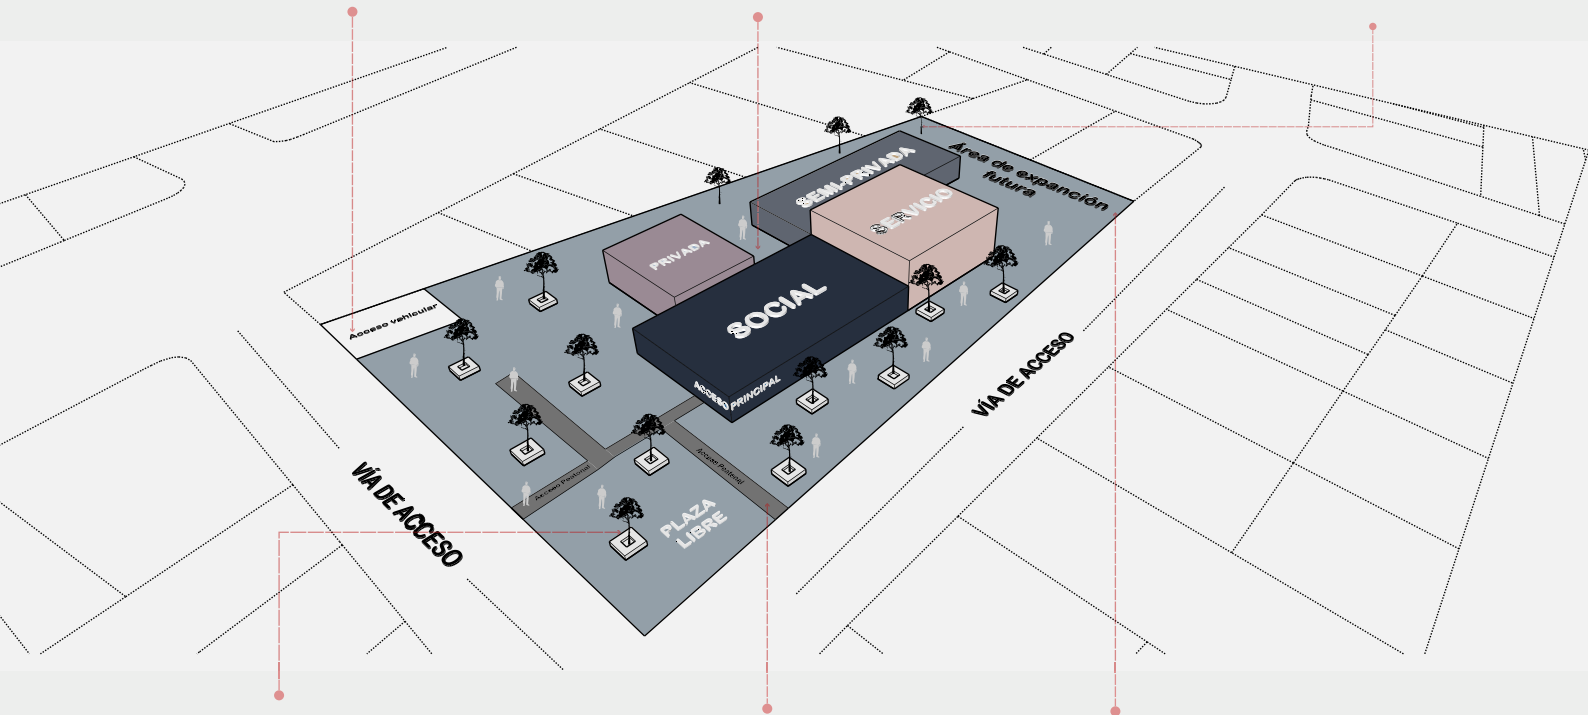 Área de expanción
futura
SEMI-PRIVADA
SERVICIO
PRIVADA
SOCIAL
Acceso vehicular
ACCESO PRINCIPAL
VÍA DE ACCESO
VÍA DE ACCESO
Acceso Peatonal
Acceso Peatonal
PLAZA
LIBRE